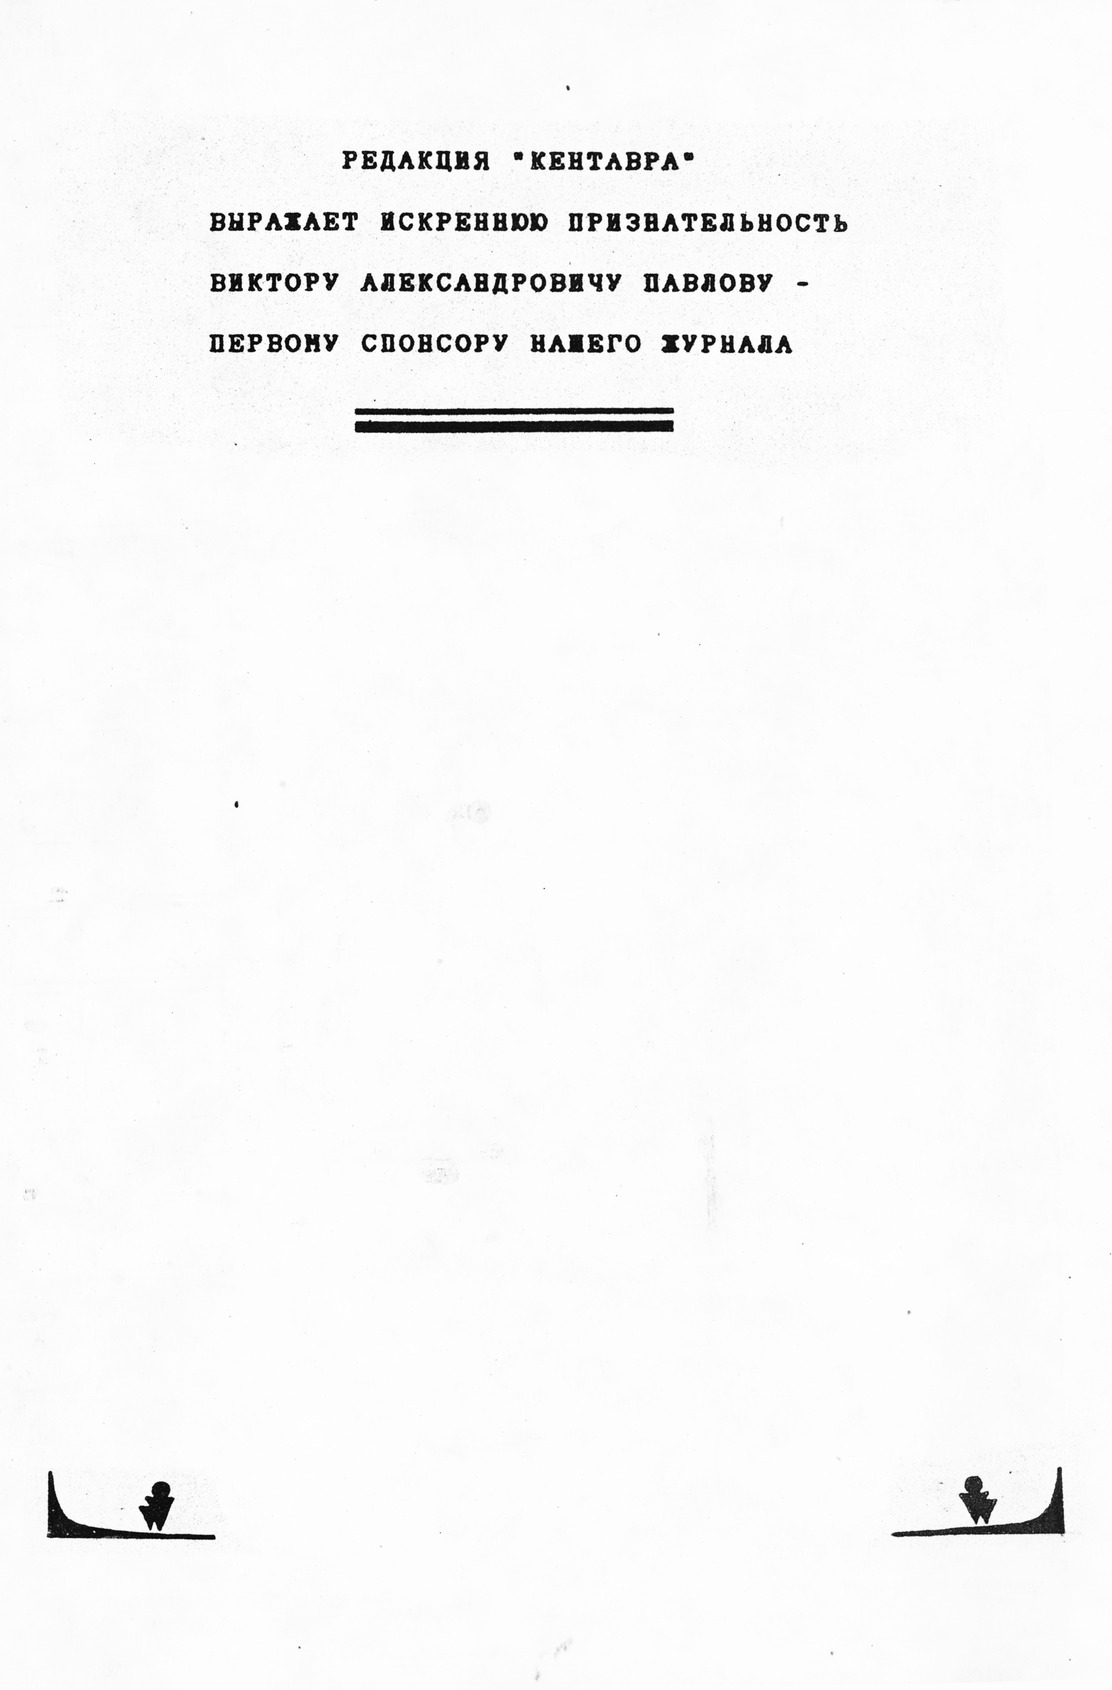 РЕДАКЦИЯ "КЕНТАВРА"
ВЫРАЖАЕТ ИСКРЕННЮЮ ПРИЗНАТЕЛЬНОСТЬ
ВИКТОРУ АЛЕКСАНДРОВИЧУ ПАВЛОВУ -
ПЕРВОМУ СПОНСОРУ НАШЕГО ЖУРНАЛА